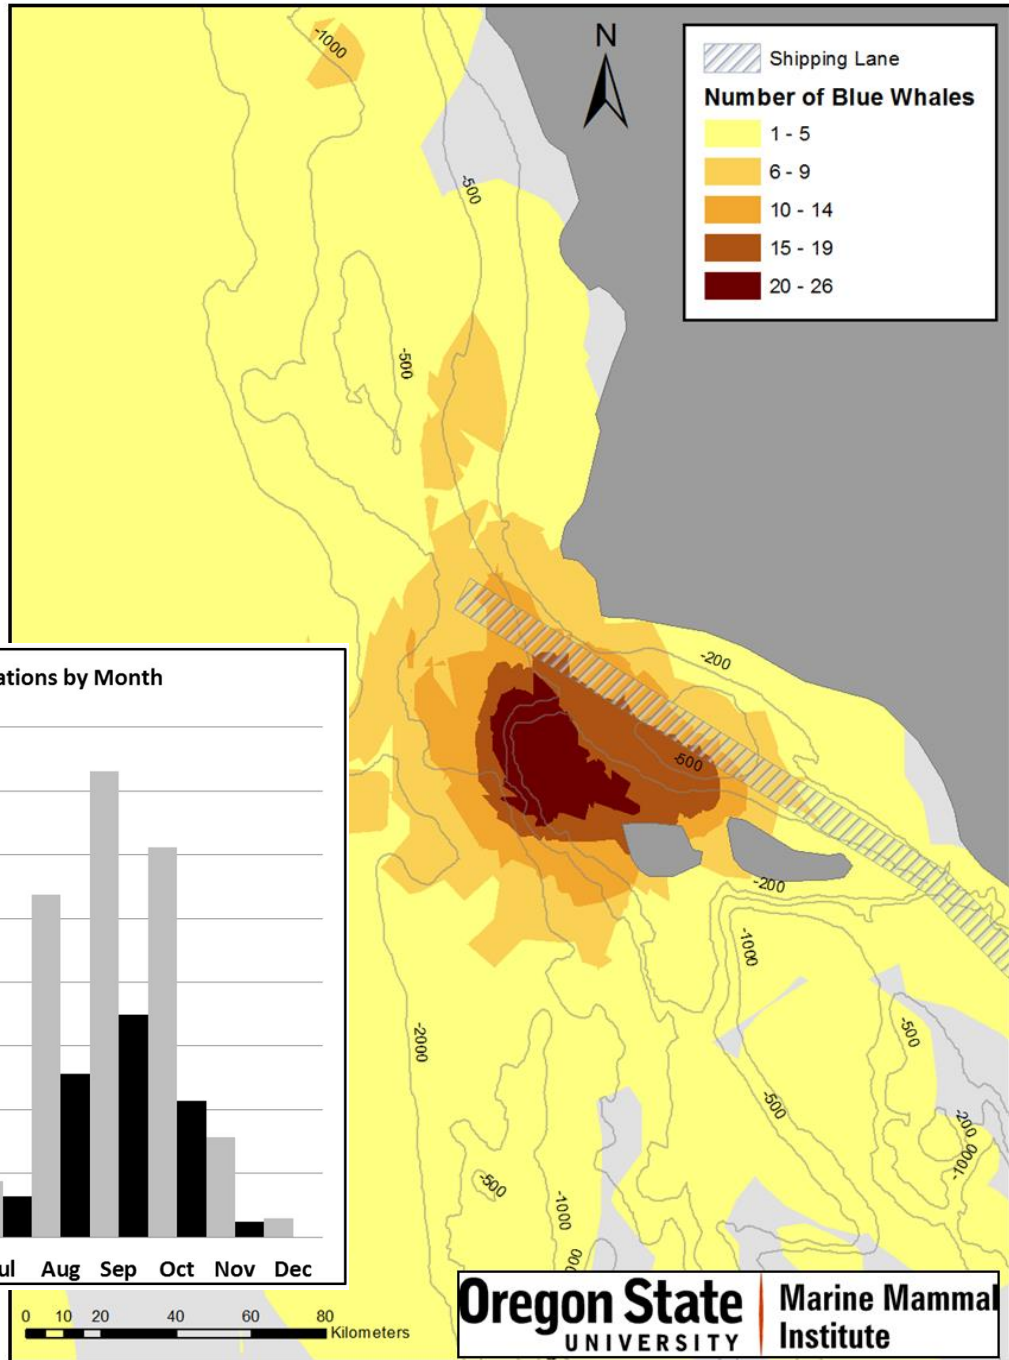 -1000
N
Shipping Lane
Number of Blue Whales
1 - 5
6 - 9
10 - 14
15 - 19
20 - 26
-500
-500
-200
-500
-200
-1000
-2000
-500
-500
-200
-1000
-500
-1000
000
ations by Month
ul Aug Sep Oct Nov Dec
0 10 20 40 60 80
Kilometers
Oregon State
UNIVERSITY
Marine Mammal
Institute